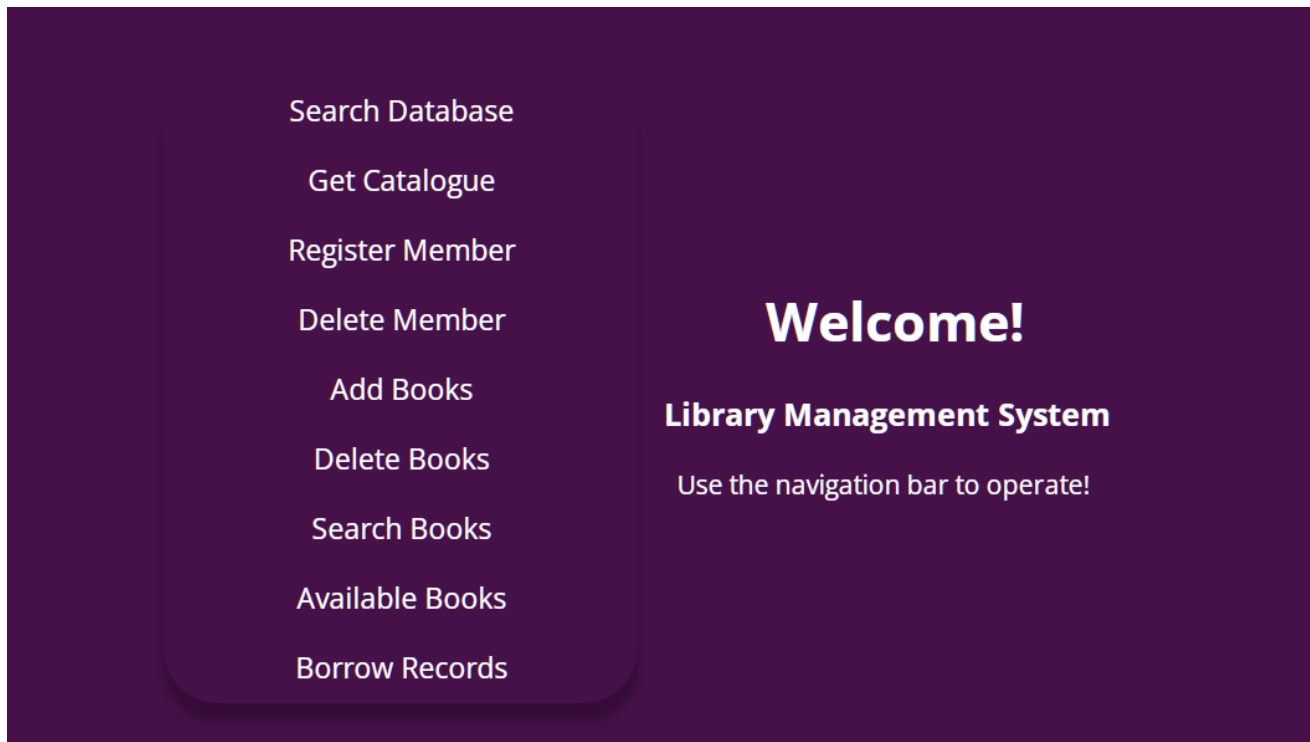 Search Database
Get Catalogue
Register Member
Delete Member
Add Books
Delete Books
Search Books
Available Books
Borrow Records
Welcome!
Library Management System
Use the navigation bar to operate!